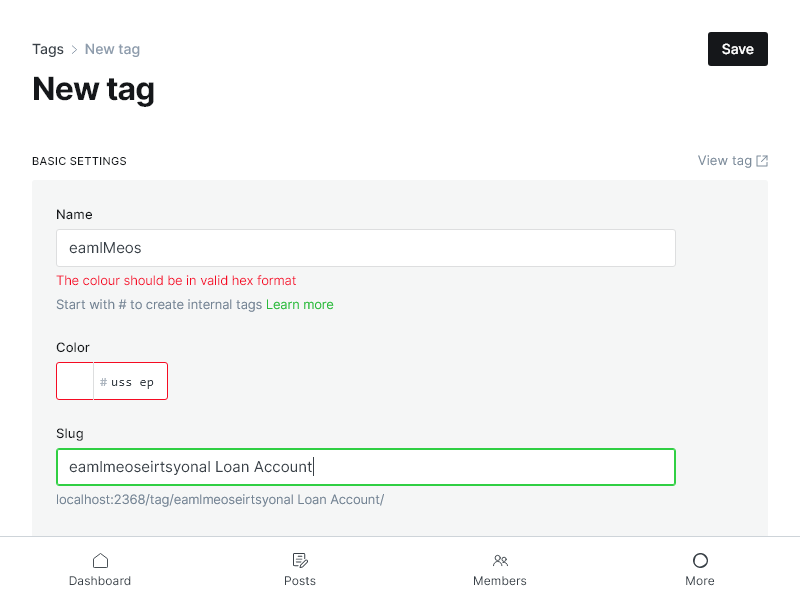 Tags > New tag
Save
New tag
BASIC SETTINGS
View tag
Name
eamlMeos
The colour should be in valid hex format
Start with # to create internal tags Learn more
Color
# uss ep
Slug
eamlmeoseirtsyonal Loan Account
localhost:2368/tag/eamlmeoseirtsyonal Loan Account/
Dashboard
Posts
Members
More